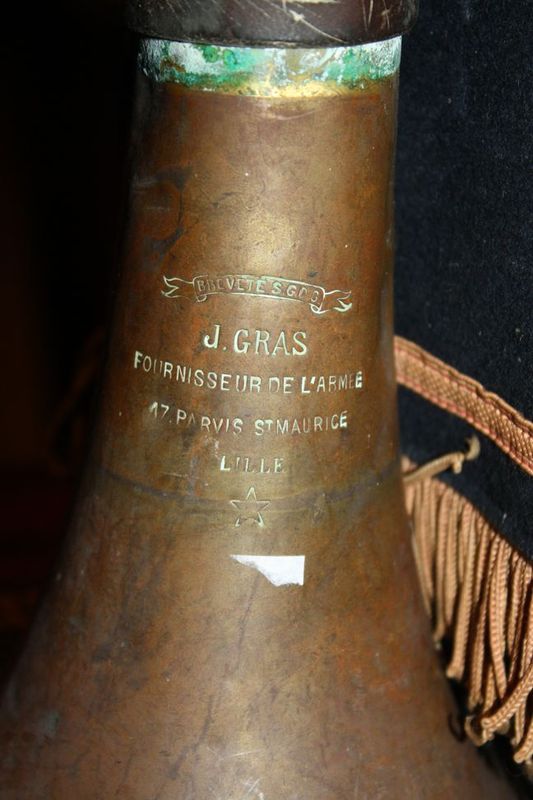 BREVETÉ S.G.D.G.
J. GRAS
FOURNISSEUR DE L'ARMÉE
17. PARVIS ST MAURICE
LILLE